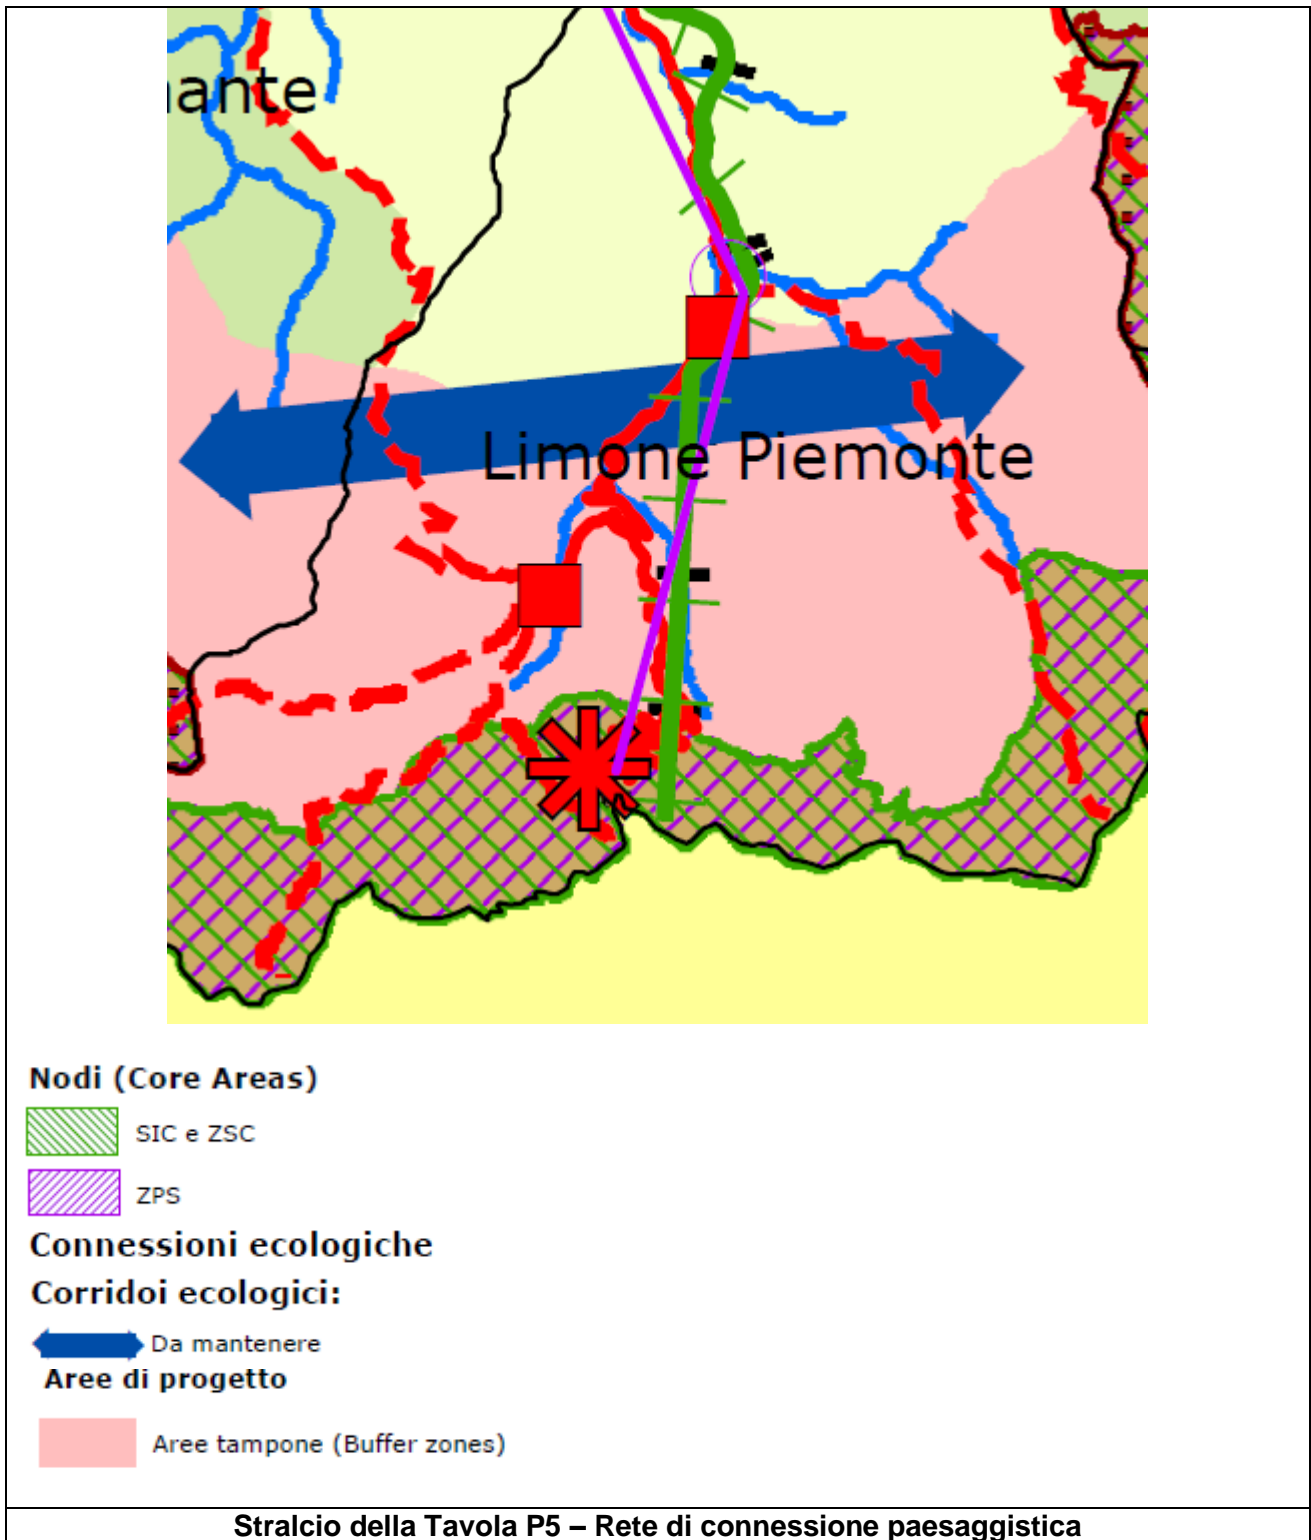 ante
Limone Piemonte
Nodi (Core Areas)
SIC e ZSC
ZPS
Connessioni ecologiche
Corridoi ecologici:
Da mantenere
Aree di progetto
Aree tampone (Buffer zones)
Stralcio della Tavola P5 – Rete di connessione paesaggistica